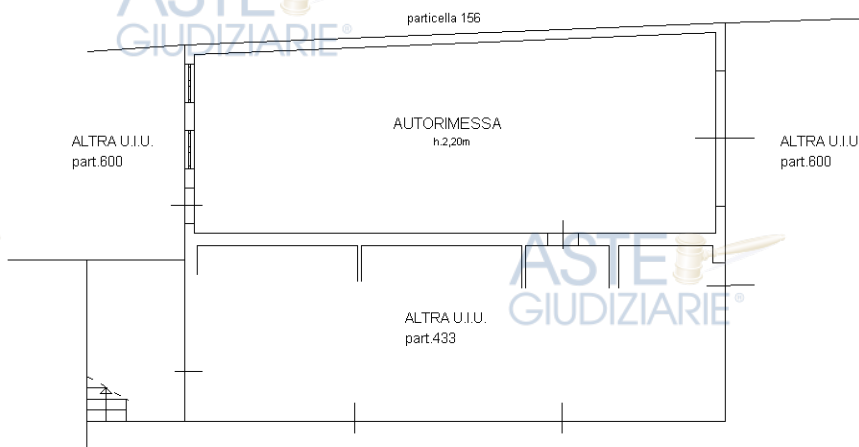 ASTE
GIUDIZIARIE®
particella 156
AUTORIMESSA
h.2,20m
ALTRA U.I.U.
part.600
ALTRA U.I.U
part.600
ASTE
GIUDIZIARIE®
ALTRA U.I.U.
part.433